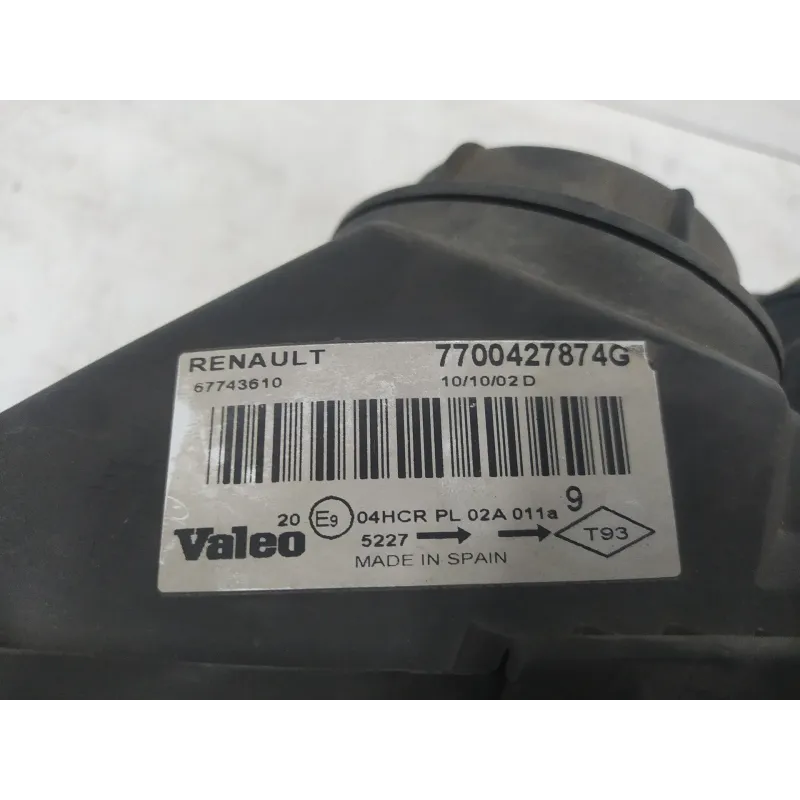 RENAULT 7700427874G
67743610 10/10/02 D
20 E9 04HCR PL 02A 011a 9
Valeo 5227 T93
MADE IN SPAIN